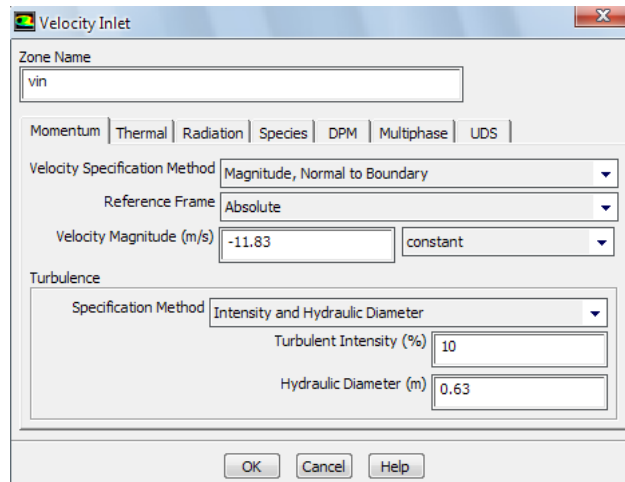 Velocity Inlet
X
Zone Name
vin
Momentum Thermal Radiation Species DPM Multiphase UDS
Velocity Specification Method Magnitude, Normal to Boundary
Reference Frame Absolute
Velocity Magnitude (m/s) -11.83 constant
Turbulence
Specification Method Intensity and Hydraulic Diameter
Turbulent Intensity (%) 10
Hydraulic Diameter (m) 0.63
OK Cancel Help